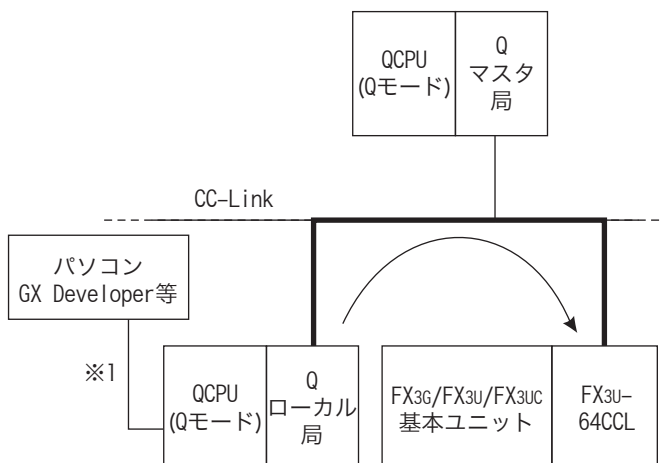 QCPU
(Qモード)
Q
マスタ
局
CC-Link
パソコン
GX Developer等
※1
QCPU
(Qモード)
Q
ローカル
局
FX3G/FX3U/FX3UC
基本ユニット
FX3U-
64CCL